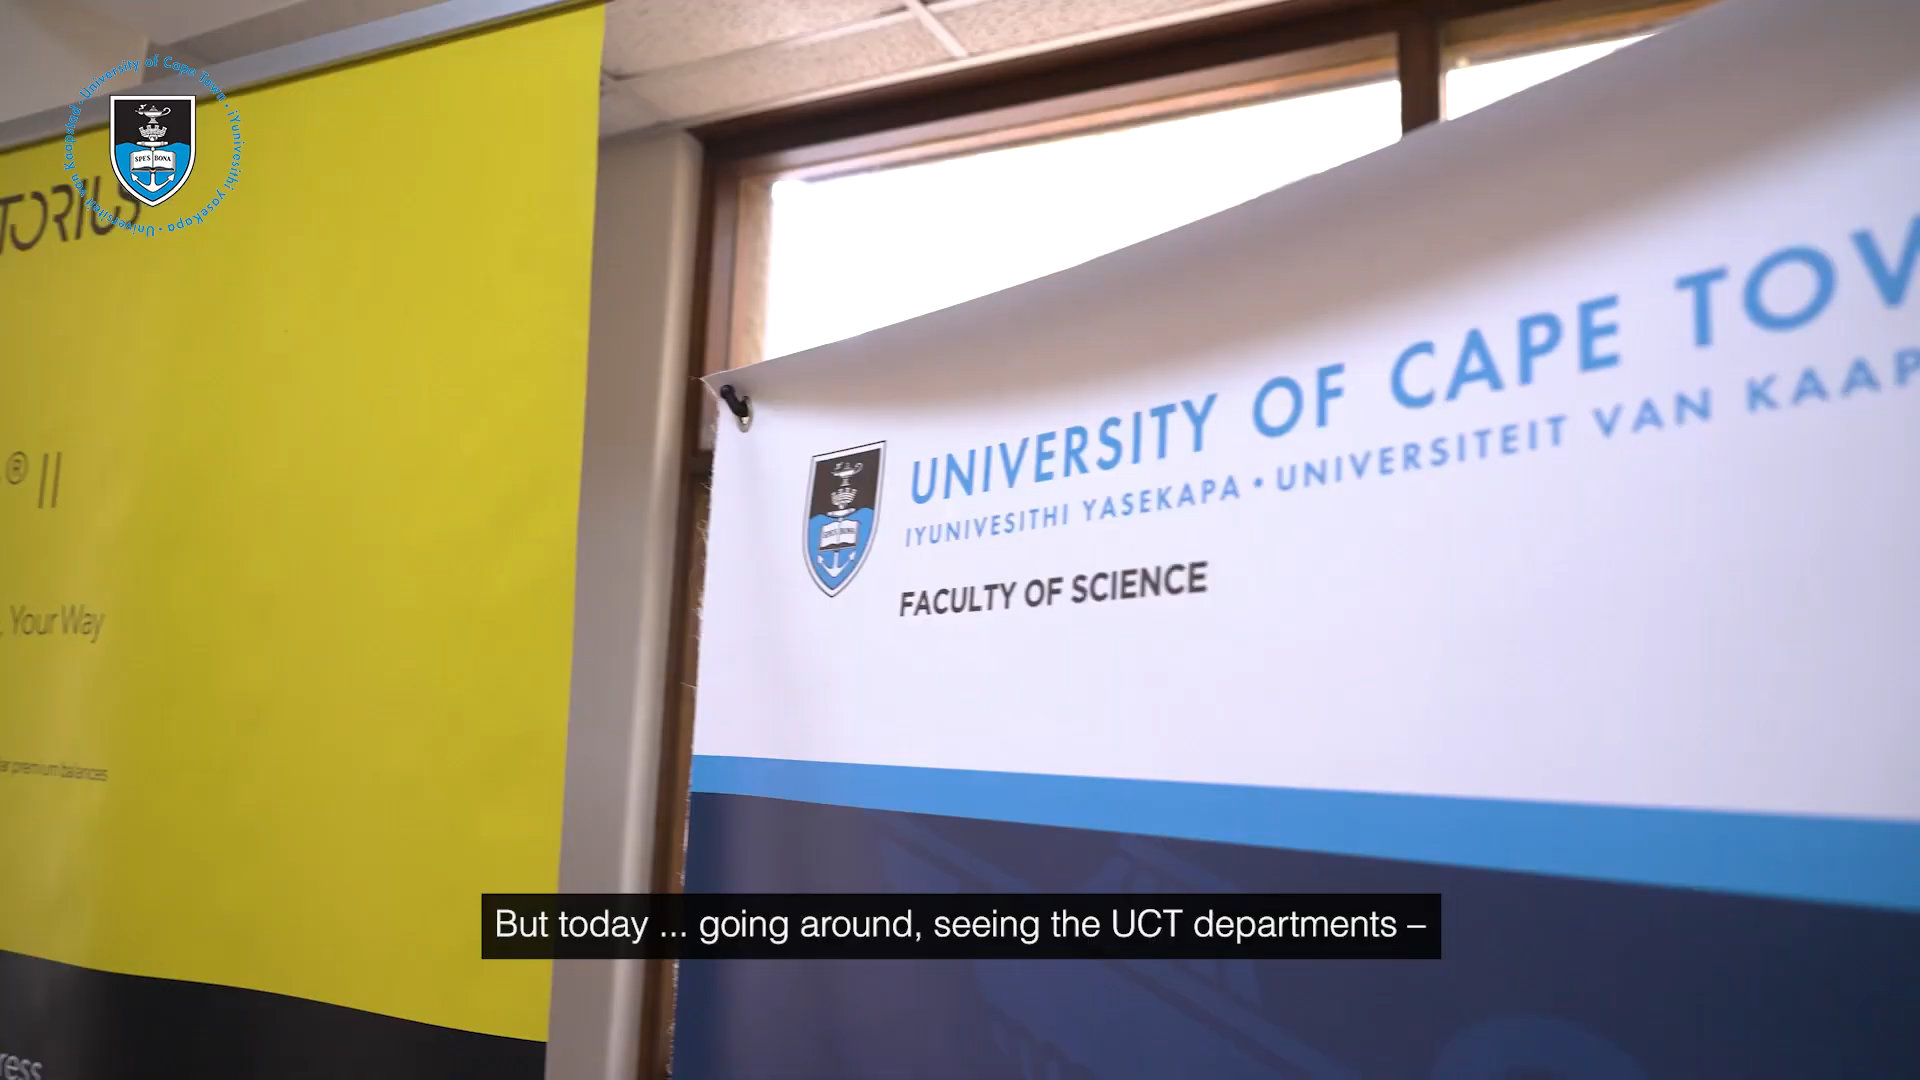 University of Cape Town · iYunivesithi yaseKapa · Universiteit van Kaapstad
SPES BONA
TORIUS
® II
Your Way
premium balances
ress
UNIVERSITY OF CAPE TOW
IYUNIVESITHI YASEKAPA • UNIVERSITEIT VAN KAAP
SPES BONA
FACULTY OF SCIENCE
But today ... going around, seeing the UCT departments –